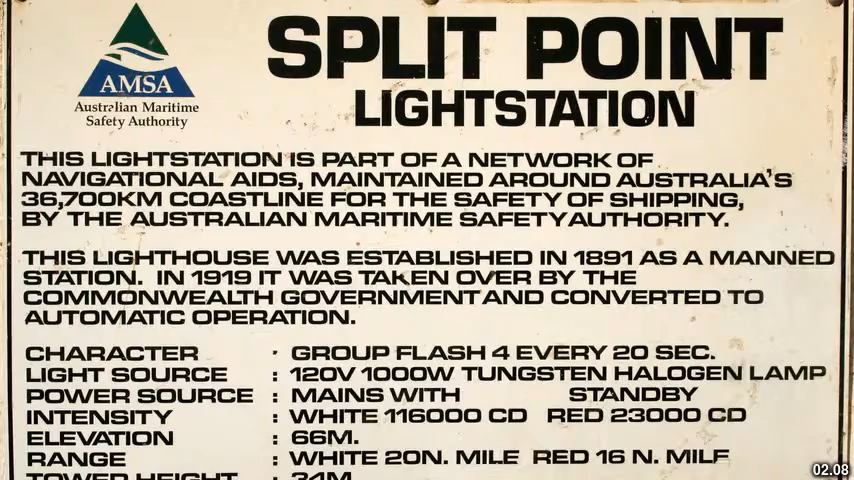 SPLIT POINT
LIGHTSTATION
AMSA
Australian Maritime
Safety Authority
THIS LIGHTSTATION IS PART OF A NETWORK OF
NAVIGATIONAL AIDS, MAINTAINED AROUND AUSTRALIA'S
36,700KM COASTLINE FOR THE SAFETY OF SHIPPING,
BY THE AUSTRALIAN MARITIME SAFETY AUTHORITY.
THIS LIGHTHOUSE WAS ESTABLISHED IN 1891 AS A MANNED
STATION. IN 1919 IT WAS TAKEN OVER BY THE
COMMONWEALTH GOVERNMENT AND CONVERTED TO
AUTOMATIC OPERATION.
CHARACTER : GROUP FLASH 4 EVERY 20 SEC.
LIGHT SOURCE : 120V 1000W TUNGSTEN HALOGEN LAMP
POWER SOURCE : MAINS WITH STANDBY
INTENSITY : WHITE 116000 CD RED 23000 CD
ELEVATION : 66M.
RANGE : WHITE 20N. MILE RED 16 N. MILE
TOWER HEIGHT : 34M
02.08